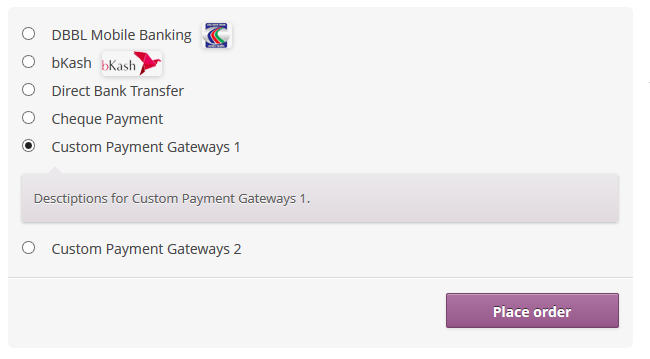 DBBL Mobile Banking
bKash bKash
Direct Bank Transfer
Cheque Payment
Custom Payment Gateways 1
Desctiptions for Custom Payment Gateways 1.
Custom Payment Gateways 2
Place order